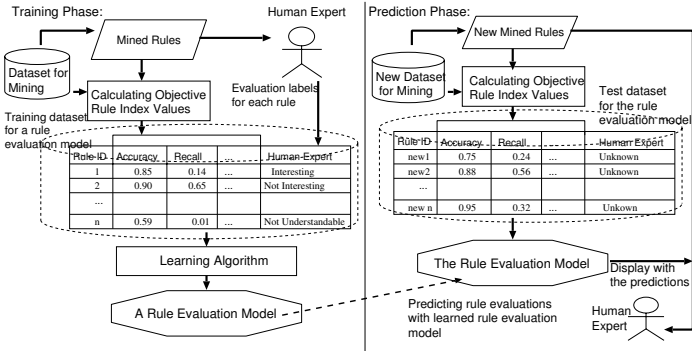 Training Phase:
Human Expert
Mined Rules
Dataset for
Mining
Calculating Objective
Rule Index Values
Evaluation labels
for each rule
Training dataset
for a rule
evaluation model
Rule ID Accuracy Recall ... Human Expert
1 0.85 0.14 ... Interesting
2 0.90 0.65 ... Not Interesting
...
n 0.59 0.01 ... Not Understandable
Learning Algorithm
A Rule Evaluation Model
Prediction Phase:
New Mined Rules
New Dataset
for Mining
Calculating Objective
Rule Index Values
Test dataset
for the rule
evaluation model
Rule ID Accuracy Recall ... Human Expert
new1 0.75 0.24 ... Unknown
new2 0.88 0.56 ... Unknown
...
new n 0.95 0.32 ... Unkown
The Rule Evaluation Model
Display with
the predictions
Predicting rule evaluations
with learned rule evaluation
model
Human
Expert